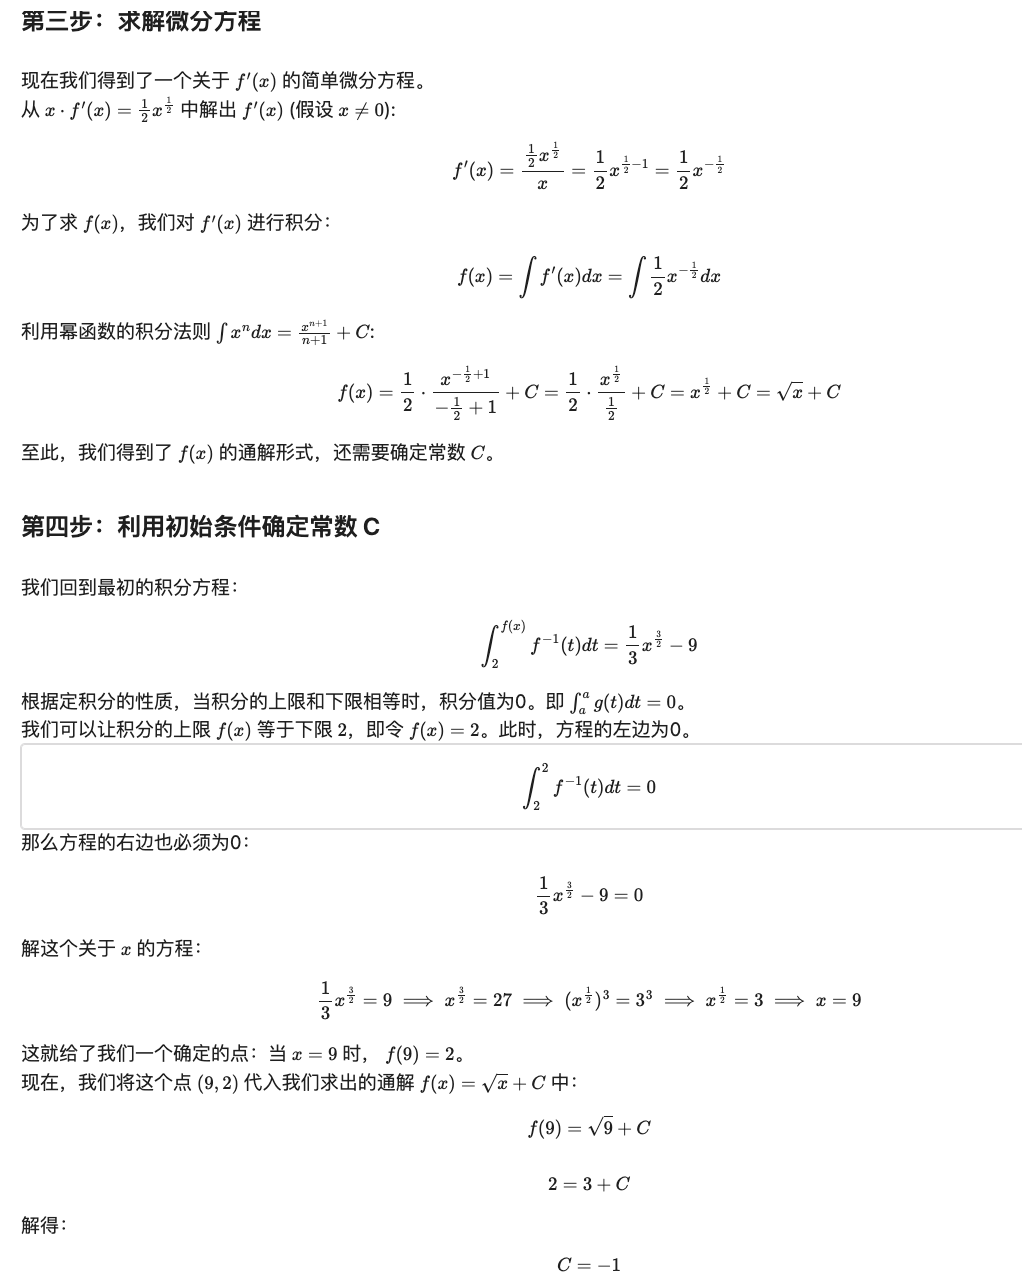 第三步：求解微分方程
现在我们得到了一个关于 $f'(x)$ 的简单微分方程。
从 $x \cdot f'(x) = \frac{1}{2}x^{\frac{1}{2}}$ 中解出 $f'(x)$ (假设 $x \neq 0$):
$$f'(x) = \frac{\frac{1}{2}x^{\frac{1}{2}}}{x} = \frac{1}{2}x^{\frac{1}{2}-1} = \frac{1}{2}x^{-\frac{1}{2}}$$
为了求 $f(x)$，我们对 $f'(x)$ 进行积分：
$$f(x) = \int f'(x)dx = \int \frac{1}{2}x^{-\frac{1}{2}}dx$$
利用幂函数的积分法则 $\int x^n dx = \frac{x^{n+1}}{n+1} + C$:
$$f(x) = \frac{1}{2} \cdot \frac{x^{-\frac{1}{2}+1}}{-\frac{1}{2}+1} + C = \frac{1}{2} \cdot \frac{x^{\frac{1}{2}}}{\frac{1}{2}} + C = x^{\frac{1}{2}} + C = \sqrt{x} + C$$
至此，我们得到了 $f(x)$ 的通解形式，还需要确定常数 $C$。
第四步：利用初始条件确定常数 C
我们回到最初的积分方程：
$$\int_2^{f(x)} f^{-1}(t)dt = \frac{1}{3}x^{\frac{3}{2}} - 9$$
根据定积分的性质，当积分的上限和下限相等时，积分值为0。即 $\int_a^a g(t)dt = 0$。
我们可以让积分的上限 $f(x)$ 等于下限 $2$，即令 $f(x) = 2$。此时，方程的左边为0。
$$\int_2^2 f^{-1}(t)dt = 0$$
那么方程的右边也必须为0：
$$\frac{1}{3}x^{\frac{3}{2}} - 9 = 0$$
解这个关于 $x$ 的方程：
$$\frac{1}{3}x^{\frac{3}{2}} = 9 \implies x^{\frac{3}{2}} = 27 \implies (x^{\frac{1}{2}})^3 = 3^3 \implies x^{\frac{1}{2}} = 3 \implies x = 9$$
这就给了我们一个确定的点：当 $x = 9$ 时， $f(9) = 2$。
现在，我们将这个点 $(9, 2)$ 代入我们求出的通解 $f(x) = \sqrt{x} + C$ 中：
$$f(9) = \sqrt{9} + C$$
$$2 = 3 + C$$
解得：
$$C = -1$$